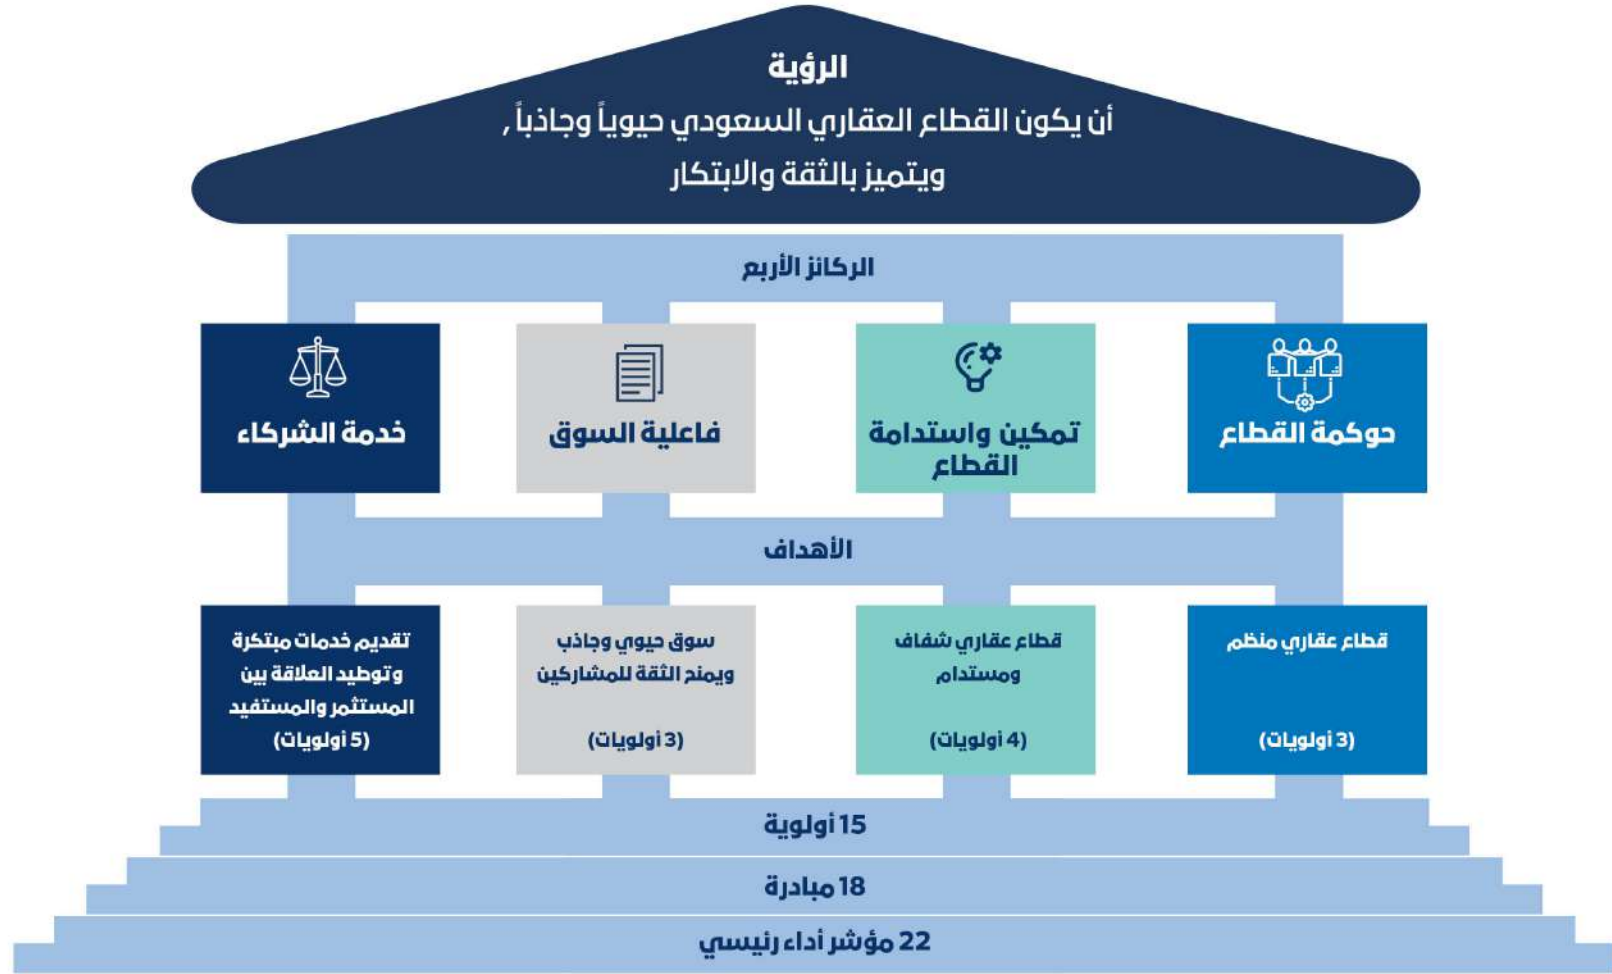 الرؤية
أن يكون القطاع العقاري السعودي حيوياً وجاذباً ,
ويتميز بالثقة والابتكار
الركائز الأربع
حوكمة القطاع
تمكين واستدامة
القطاع
فاعلية السوق
خدمة الشركاء
الأهداف
قطاع عقاري منظم
(3 أولويات)
قطاع عقاري شفاف
ومستدام
(4 أولويات)
سوق حيوي وجاذب
ويمنح الثقة للمشاركين
(3 أولويات)
تقديم خدمات مبتكرة
وتوطيد العلاقة بين
المستثمر والمستفيد
(5 أولويات)
15 أولوية
18 مبادرة
22 مؤشر أداء رئيسي